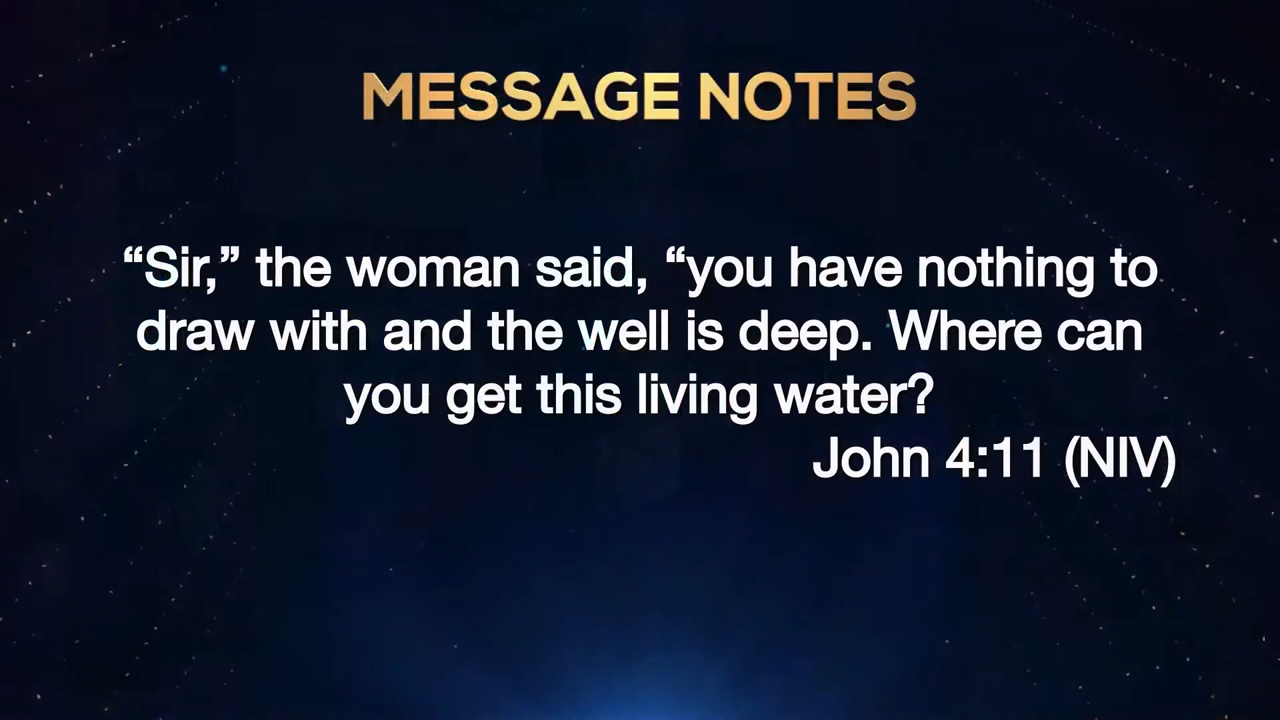 MESSAGE NOTES
“Sir,” the woman said, “you have nothing to
draw with and the well is deep. Where can
you get this living water?
John 4:11 (NIV)